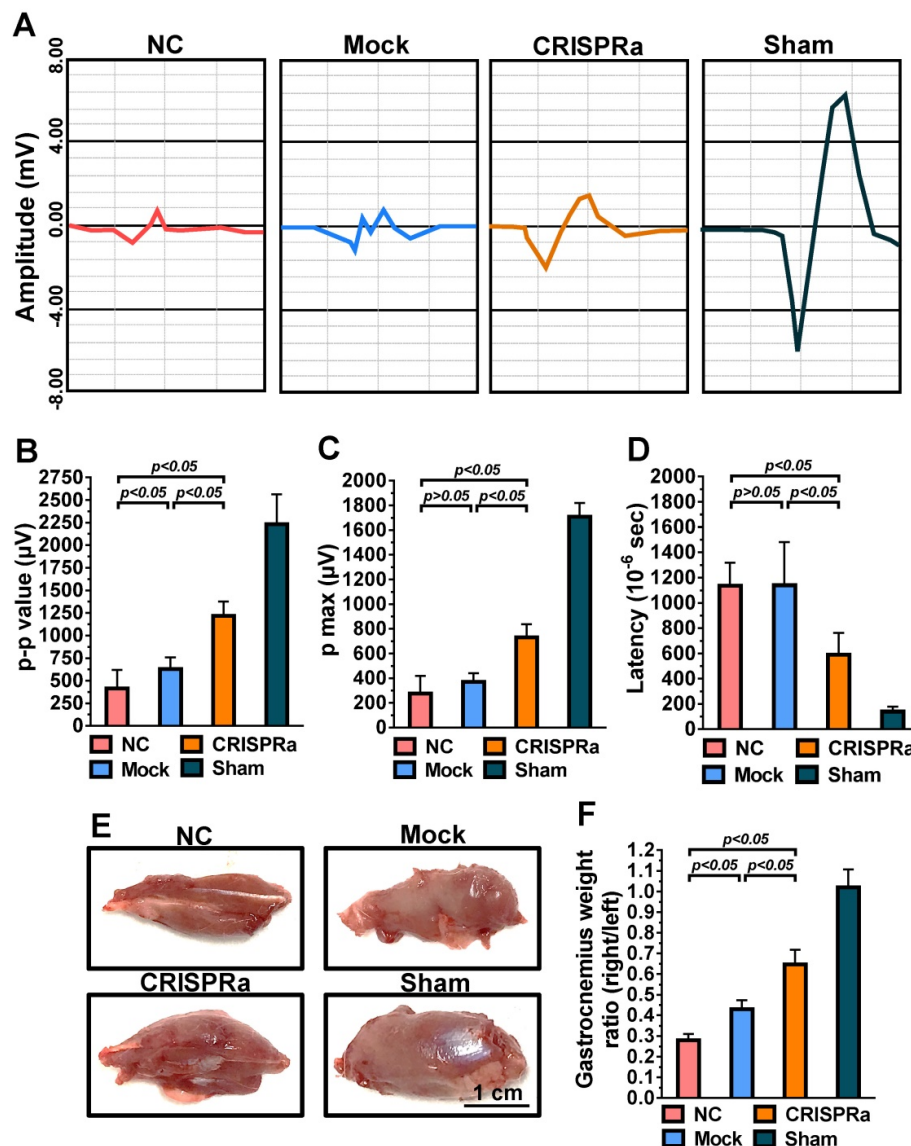 A
NC
Mock
CRISPRa
Sham
Amplitude (mV)
8.00
4.00
0.00
-4.00
-8.00
B
p-p value (µV)
2750
2500
2250
2000
1750
1500
1250
1000
750
500
250
0
p<0.05
p<0.05
p<0.05
NC
CRISPRa
Mock
Sham
C
p max (µV)
2000
1800
1600
1400
1200
1000
800
600
400
200
0
p<0.05
p>0.05
p<0.05
NC
CRISPRa
Mock
Sham
D
Latency (10⁻⁶ sec)
2000
1800
1600
1400
1200
1000
800
600
400
200
0
p<0.05
p>0.05
p<0.05
NC
CRISPRa
Mock
Sham
E
NC
Mock
CRISPRa
Sham
1 cm
F
Gastrocnemius weight
ratio (right/left)
1.2
1.1
1.0
0.9
0.8
0.7
0.6
0.5
0.4
0.3
0.2
0.1
0.0
p<0.05
p<0.05
p<0.05
NC
CRISPRa
Mock
Sham